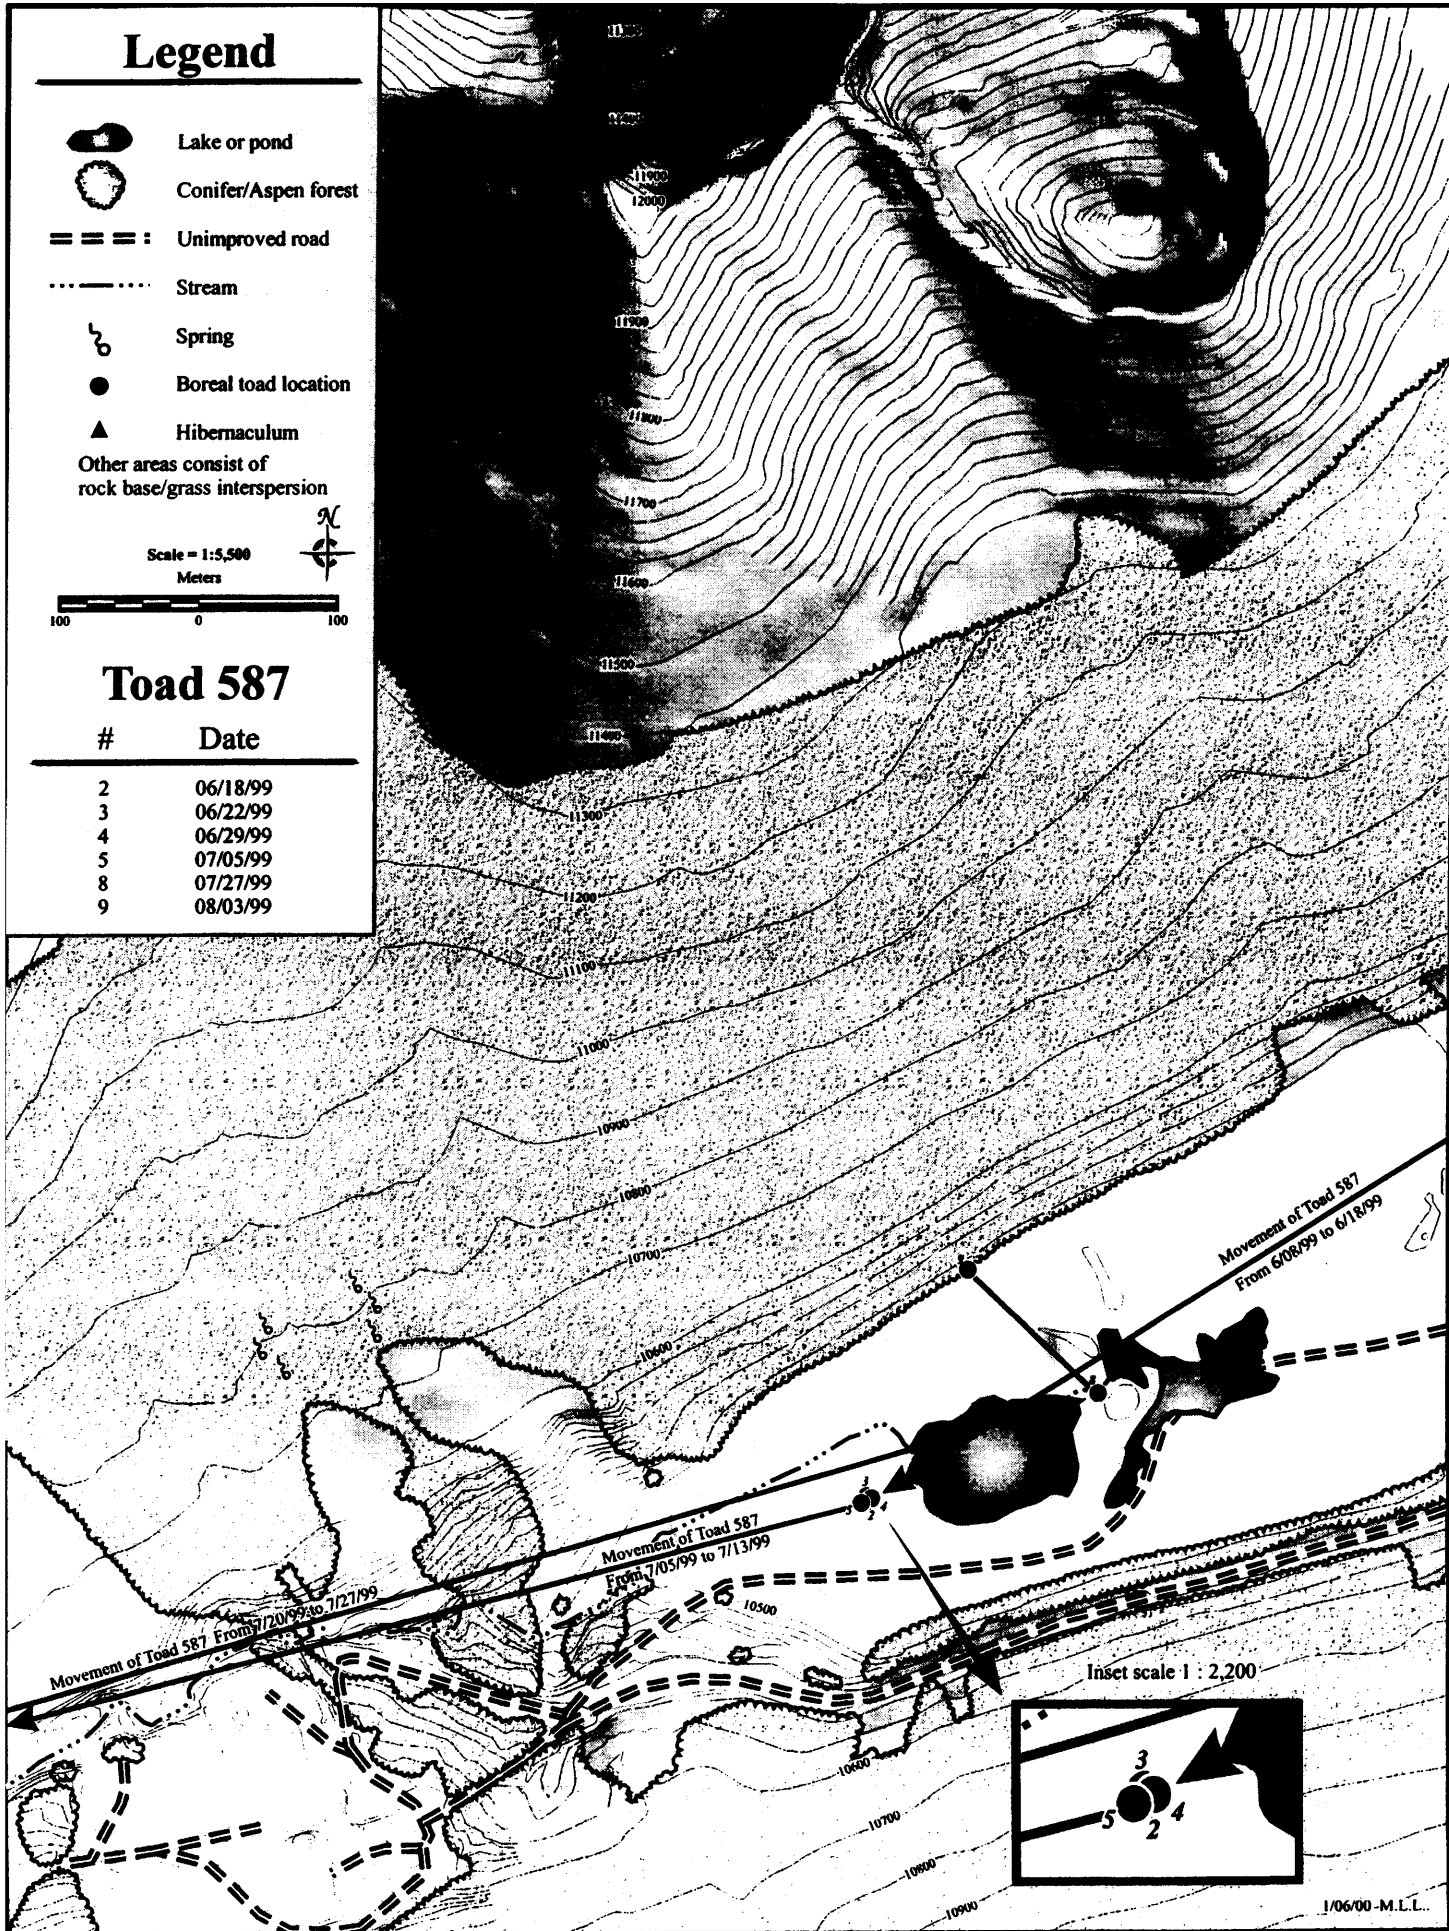 Legend
Lake or pond
Conifer/Aspen forest
Unimproved road
Stream
Spring
Boreal toad location
Hibernaculum
Other areas consist of
rock base/grass interspersion
N
Scale = 1:5,500
Meters
100 0 100
Toad 587
# Date
2 06/18/99
3 06/22/99
4 06/29/99
5 07/05/99
8 07/27/99
9 08/03/99
11900
12000
11900
11800
11700
11600
11500
11400
11300
11200
11100
11000
10900
10800
10700
10600
Movement of Toad 587
From 6/08/99 to 6/18/99
3
5
2
4
Movement of Toad 587
From 7/05/99 to 7/13/99
Movement of Toad 587 From 7/20/99 to 7/27/99
10500
10600
10700
10800
10900
Inset scale 1 : 2,200
3
5
4
2
1/06/00 -M.L.L.